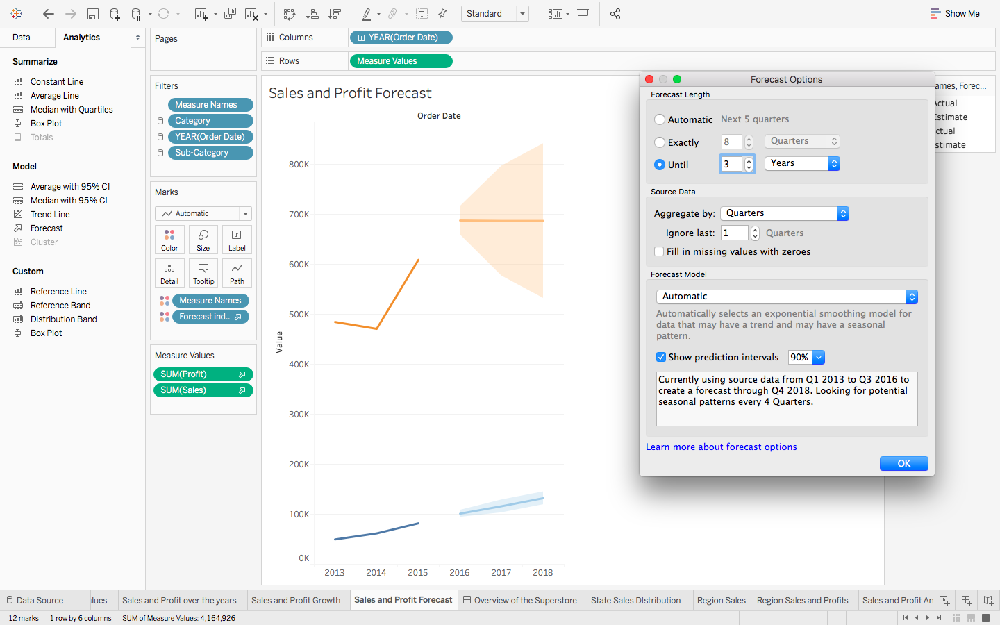 Standard
Show Me
Data
Analytics
Pages
Columns
YEAR(Order Date)
Rows
Measure Values
Summarize
Constant Line
Average Line
Median with Quartiles
Box Plot
Totals
Model
Average with 95% CI
Median with 95% CI
Trend Line
Forecast
Cluster
Custom
Reference Line
Reference Band
Distribution Band
Box Plot
Filters
Measure Names
Category
YEAR(Order Date)
Sub-Category
Marks
Automatic
Color
Size
Label
Detail
Tooltip
Path
Measure Names
Forecast ind..
Measure Values
SUM(Profit)
SUM(Sales)
Sales and Profit Forecast
Order Date
Value
800K
700K
600K
500K
400K
300K
200K
100K
0K
2013
2014
2015
2016
2017
2018
Forecast Options
Forecast Length
Automatic
Next 5 quarters
Exactly
8
Quarters
Until
3
Years
Source Data
Aggregate by:
Quarters
Ignore last:
1
Quarters
Fill in missing values with zeroes
Forecast Model
Automatic
Automatically selects an exponential smoothing model for
data that may have a trend and may have a seasonal
pattern.
Show prediction intervals
90%
Currently using source data from Q1 2013 to Q3 2016 to
create a forecast through Q4 2018. Looking for potential
seasonal patterns every 4 Quarters.
Learn more about forecast options
OK
ames, Forec...
Actual
Estimate
ctual
stimate
Data Source
lues
Sales and Profit over the years
Sales and Profit Growth
Sales and Profit Forecast
Overview of the Superstore
State Sales DIstribution
Region Sales
Region Sales and Profits
Sales and Profit An
12 marks
1 row by 6 columns
SUM of Measure Values: 4,164,926